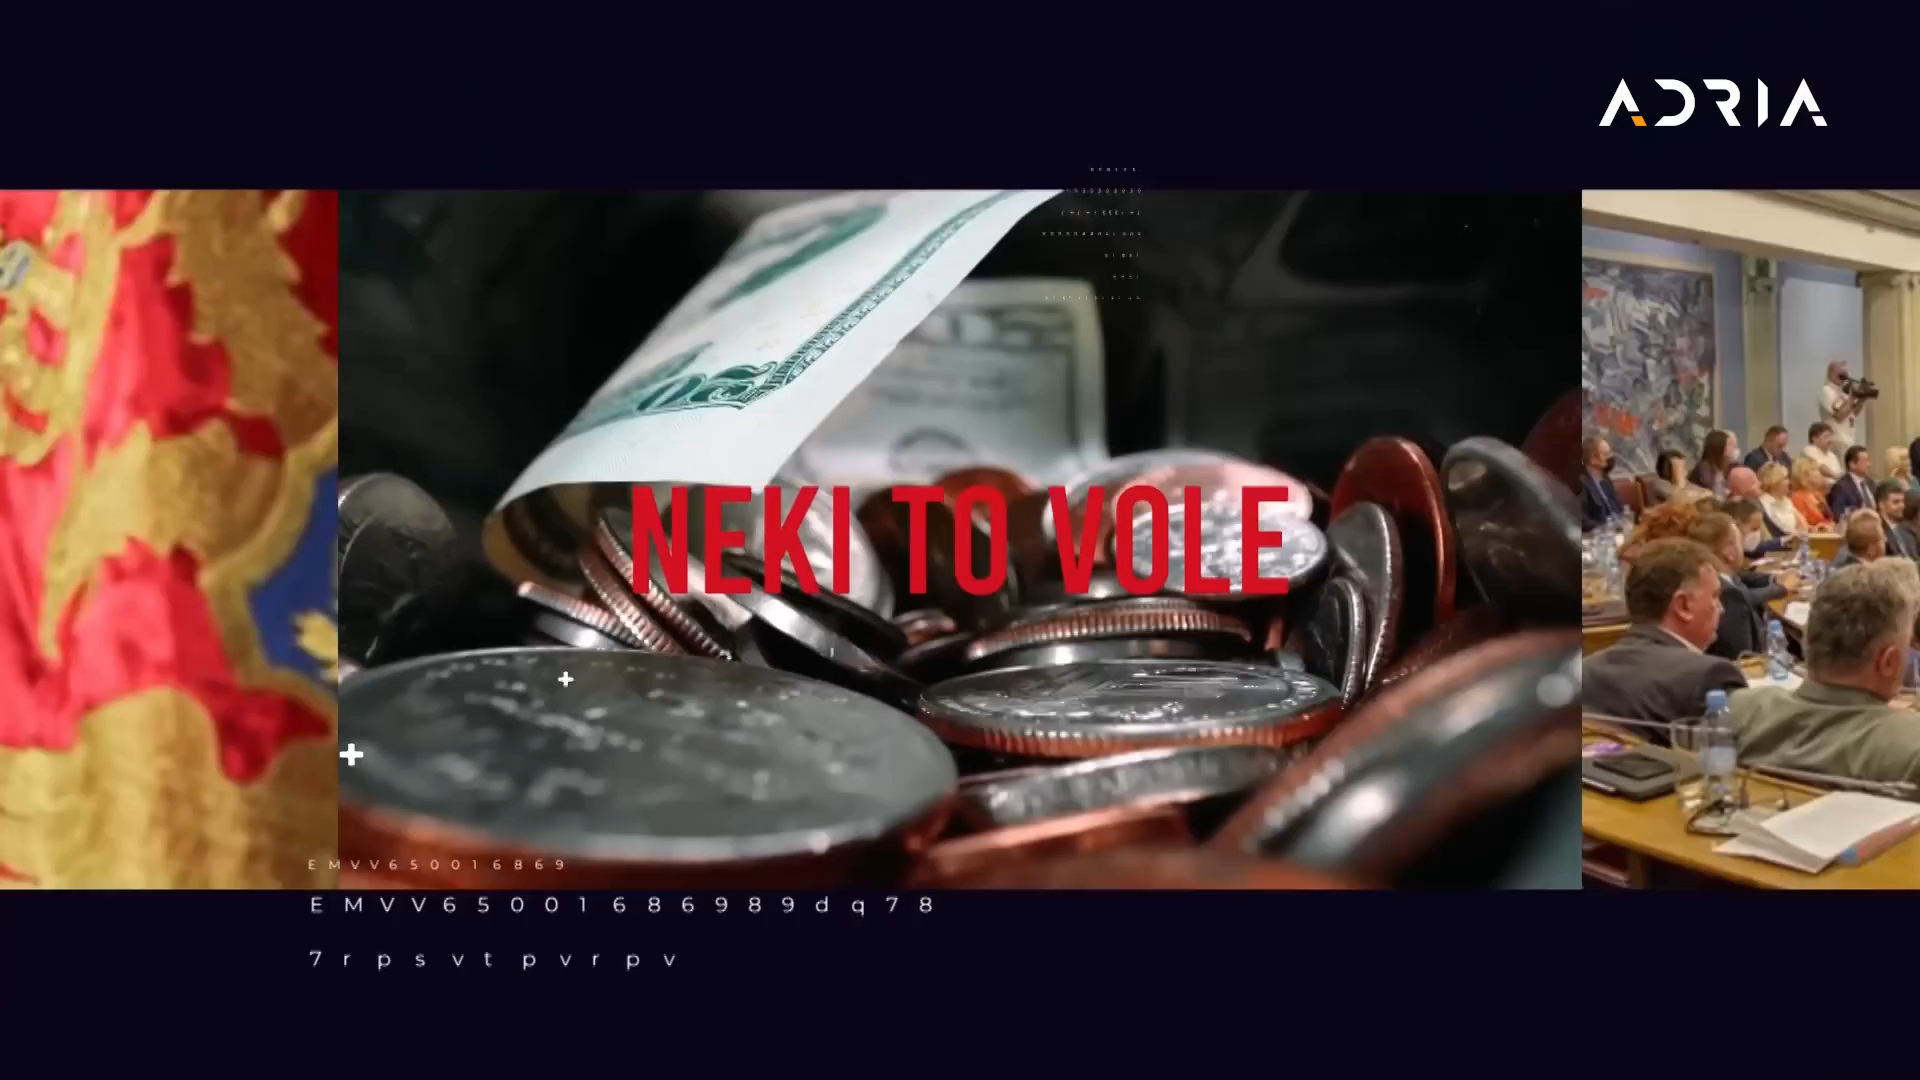 ADRIA
NEKI TO VOLE
EMVV650016869
EMVV65001686989dq78
7rpsvtpvrpv